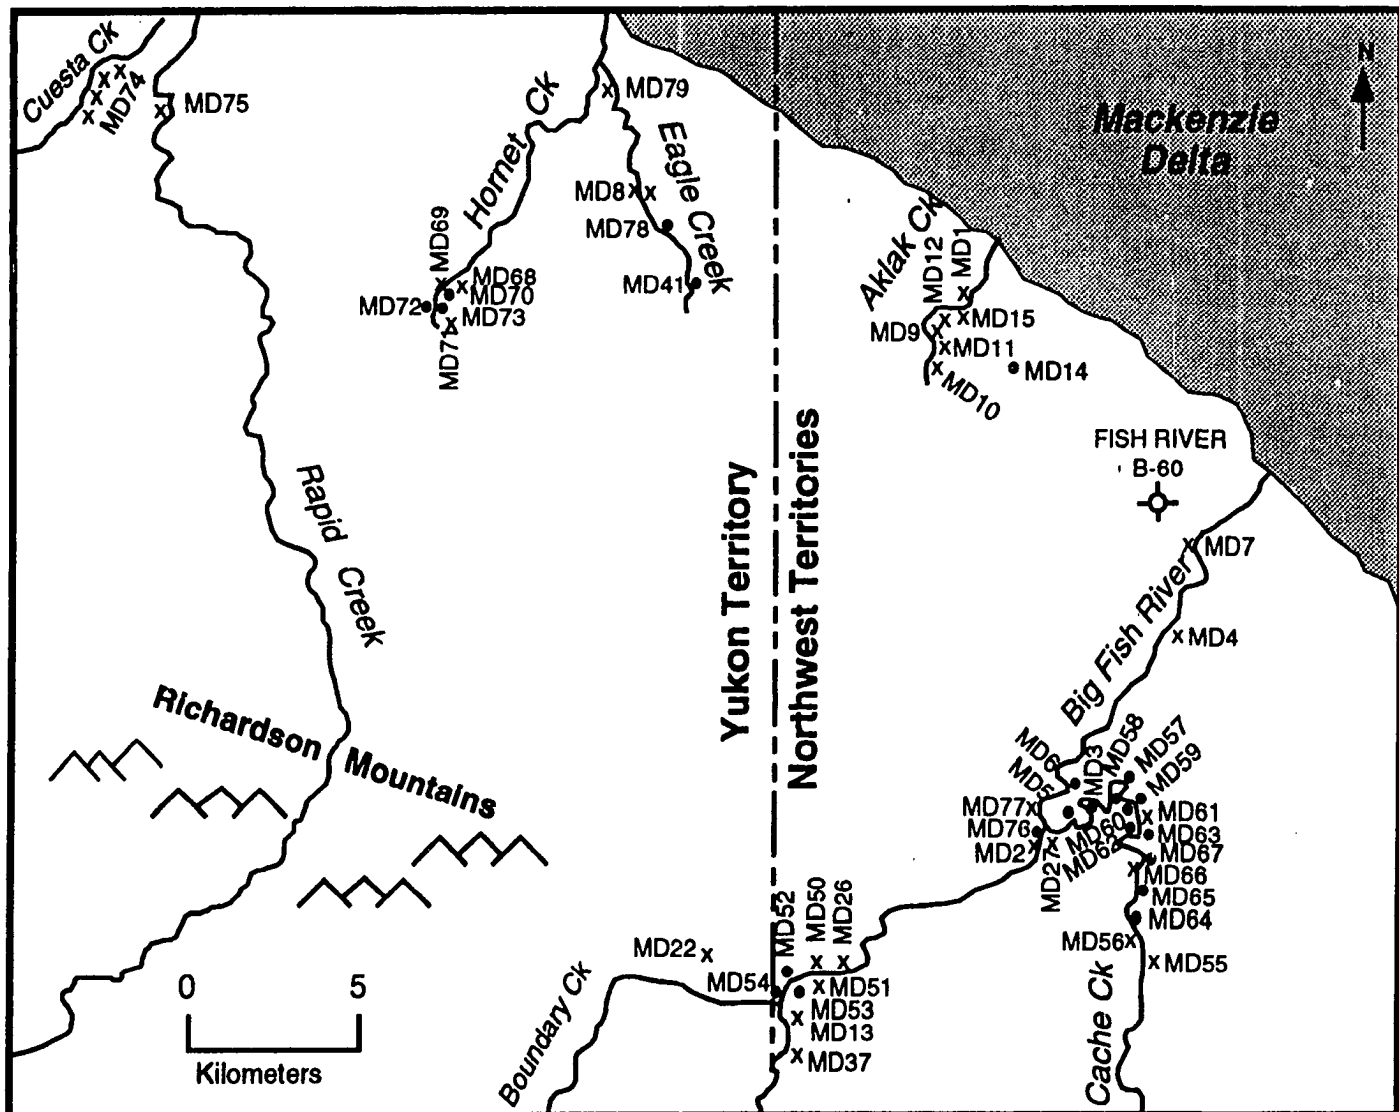 Cuesta Ck
MD74
MD75
Hornet Ck
MD79
Eagle
Creek
MD8
MD78
MD41
MD69
MD68
MD70
MD72
MD73
MD71
N
Mackenzie
Delta
Aklak Ck
MD12
MD1
MD15
MD9
MD11
MD14
MD10
FISH RIVER
B-60
MD7
MD4
Big Fish River
Rapid
Creek
Yukon Territory
Northwest Territories
Richardson Mountains
MD6
MD5
MD3
MD58
MD57
MD59
MD77
MD76
MD2
MD27
MD60
MD62
MD61
MD63
MD67
MD66
MD65
MD64
MD56
MD55
Cache Ck
MD52
MD50
MD26
MD22
MD54
MD51
MD53
MD13
MD37
Boundary Ck
0 5
Kilometers